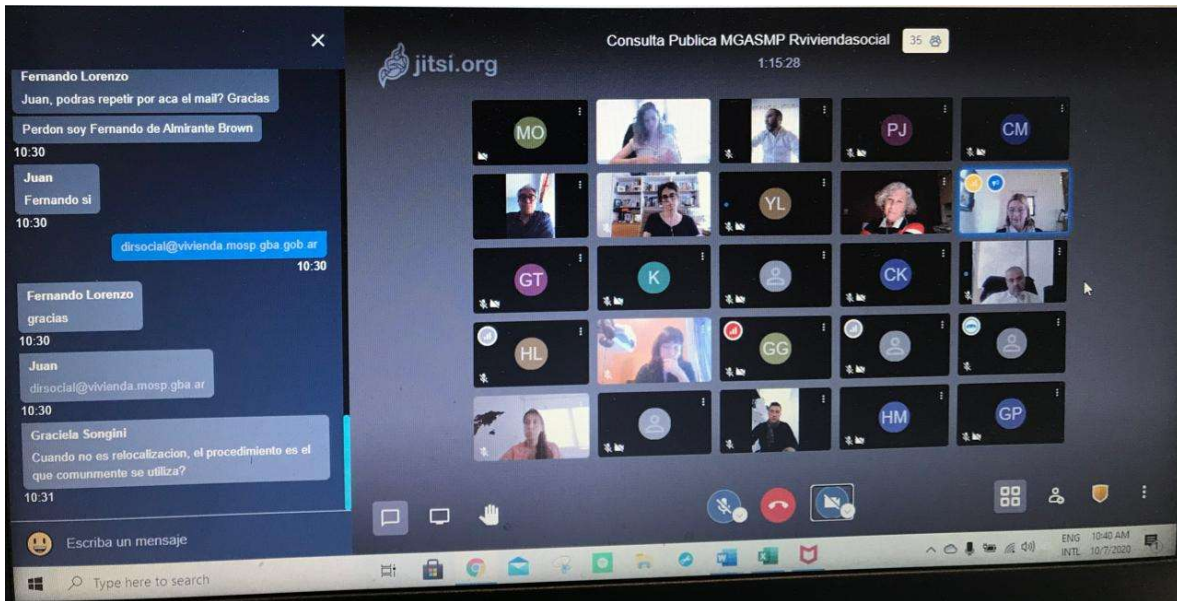 Fernando Lorenzo
Juan, podras repetir por aca el mail? Gracias
Perdon soy Fernando de Almirante Brown
10:30
Juan
Fernando si
10:30
dirsocial@vivienda.mosp.gba.gob.ar
10:30
Fernando Lorenzo
gracias
10:30
Juan
dirsocial@vivienda.mosp.gba.ar
10:30
Graciela Songini
Cuando no es relocalizacion, el procedimiento es el
que comunmente se utiliza?
10:31
Escriba un mensaje
Type here to search
jitsi.org
Consulta Publica MGASMP Rviviendasocial 35
1:15:28
MO
PJ
CM
YL
GT
K
CK
HL
GG
HM
GP
ENG 10:40 AM
INTL 10/7/2020